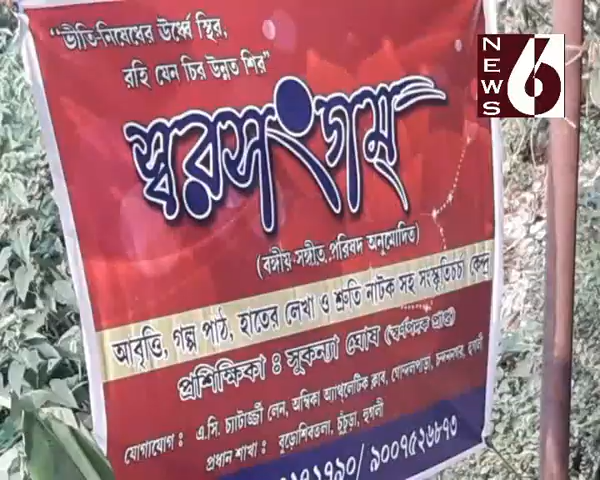 “ভীতি-নিষেধের ঊর্ধ্বে স্থির,
রহি যেন চির উন্নত শির”
স্বরসংগম্
(বঙ্গীয় সঙ্গীত পরিষদ অনুমোদিত)
আবৃত্তি, গল্প পাঠ, হাতের লেখা ও শ্রুতি নাটক সহ সংস্কৃতিচর্চা কেন্দ্র
প্রশিক্ষিকা ঃ সুকন্যা ঘোষ (স্বর্ণপদক প্রাপ্ত)
যোগাযোগ ঃ এ.সি. চ্যাটার্জ্জী লেন, অম্বিকা অ্যাথলেটিক ক্লাব, গোন্দলপাড়া, চন্দননগর, হুগলী
প্রধান শাখা ঃ বুড়োশিবতলা, চুঁচুড়া, হুগলী
৯০০৭৫২৬৮৭৩
NEWS 6